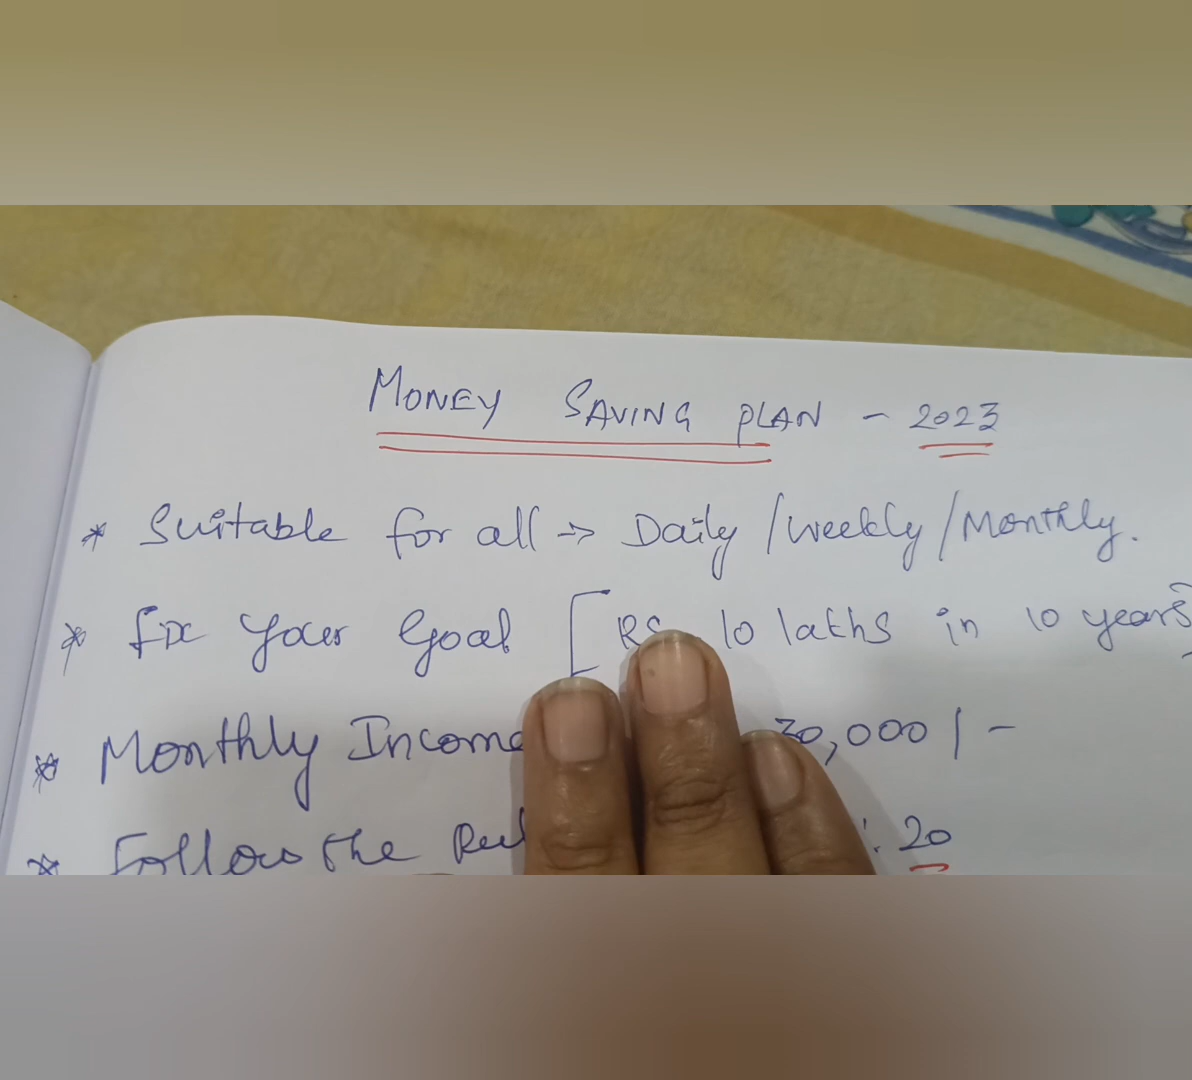 MONEY SAVING PLAN - 2023
* Suitable for all -> Daily / Weekly / Monthly.
* Fix your Goal [RS 10 lakhs in 10 years]
* Monthly Income 30,000/-
* Follow the : 20